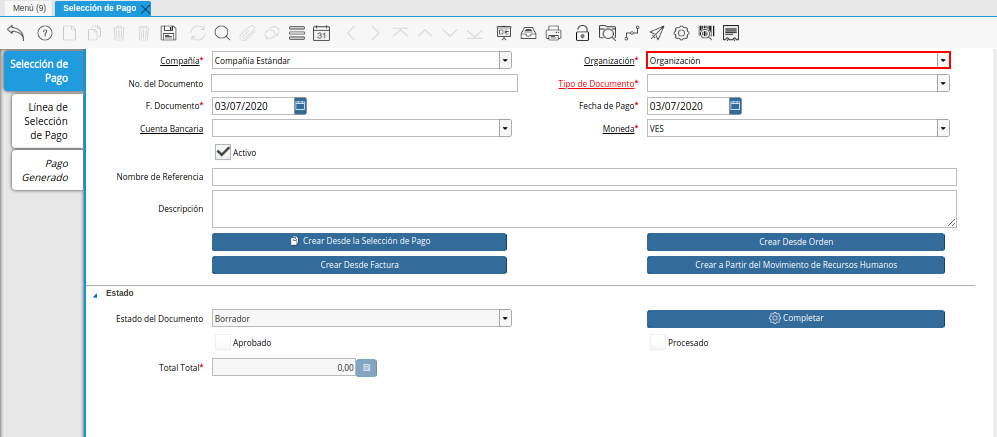 Menú (9) Selección de Pago
31
Selección de
Pago
Línea de
Selección
de Pago
Pago
Generado
Compañía* Compañía Estándar Organización* Organización
No. del Documento Tipo de Documento*
F. Documento* 03/07/2020 Fecha de Pago* 03/07/2020
Cuenta Bancaria Moneda* VES
Activo
Nombre de Referencia
Descripción
Crear Desde la Selección de Pago Crear Desde Orden
Crear Desde Factura Crear a Partir del Movimiento de Recursos Humanos
Estado
Estado del Documento Borrador Completar
Aprobado Procesado
Total Total* 0,00